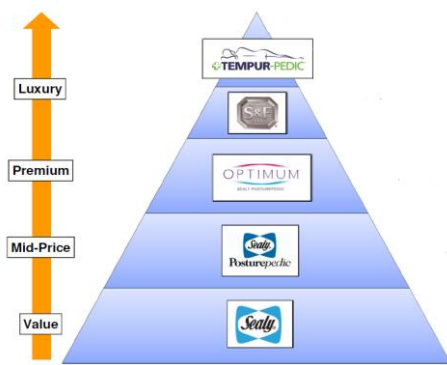 TEMPUR-PEDIC
Luxury
S&F
Premium
OPTIMUM
SEALY POSTUREPEDIC
Mid-Price
Sealy
Posturepedic
Value
Sealy